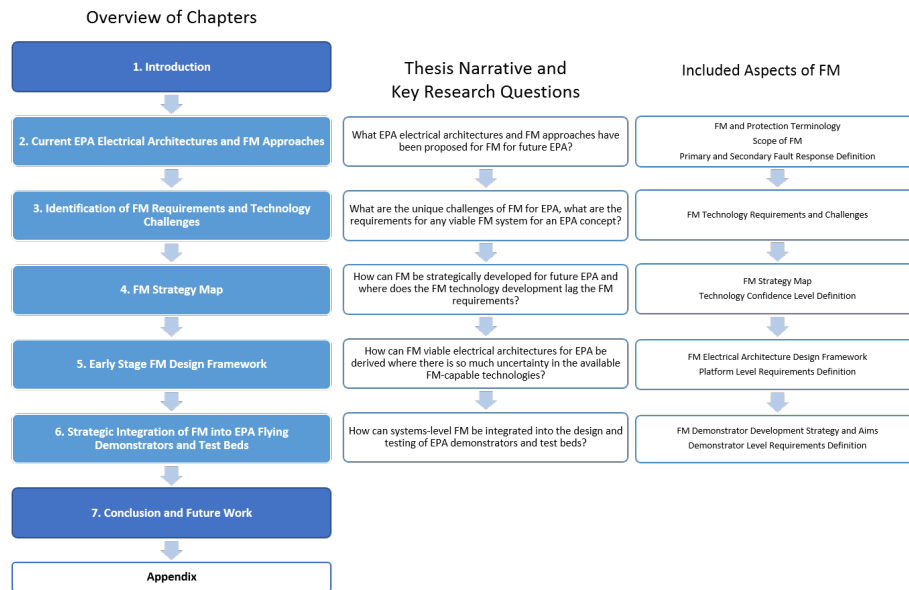 Overview of Chapters
1. Introduction
2. Current EPA Electrical Architectures and FM Approaches
3. Identification of FM Requirements and Technology
Challenges
4. FM Strategy Map
5. Early Stage FM Design Framework
6. Strategic Integration of FM into EPA Flying
Demonstrators and Test Beds
7. Conclusion and Future Work
Appendix
Thesis Narrative and
Key Research Questions
What EPA electrical architectures and FM approaches have
been proposed for FM for future EPA?
What are the unique challenges of FM for EPA, what are the
requirements for any viable FM system for an EPA concept?
How can FM be strategically developed for future EPA and
where does the FM technology development lag the FM
requirements?
How can FM viable electrical architectures for EPA be
derived where there is so much uncertainty in the available
FM-capable technologies?
How can systems-level FM be integrated into the design and
testing of EPA demonstrators and test beds?
Included Aspects of FM
FM and Protection Terminology
Scope of FM
Primary and Secondary Fault Response Definition
FM Technology Requirements and Challenges
FM Strategy Map
Technology Confidence Level Definition
FM Electrical Architecture Design Framework
Platform Level Requirements Definition
FM Demonstrator Development Strategy and Aims
Demonstrator Level Requirements Definition